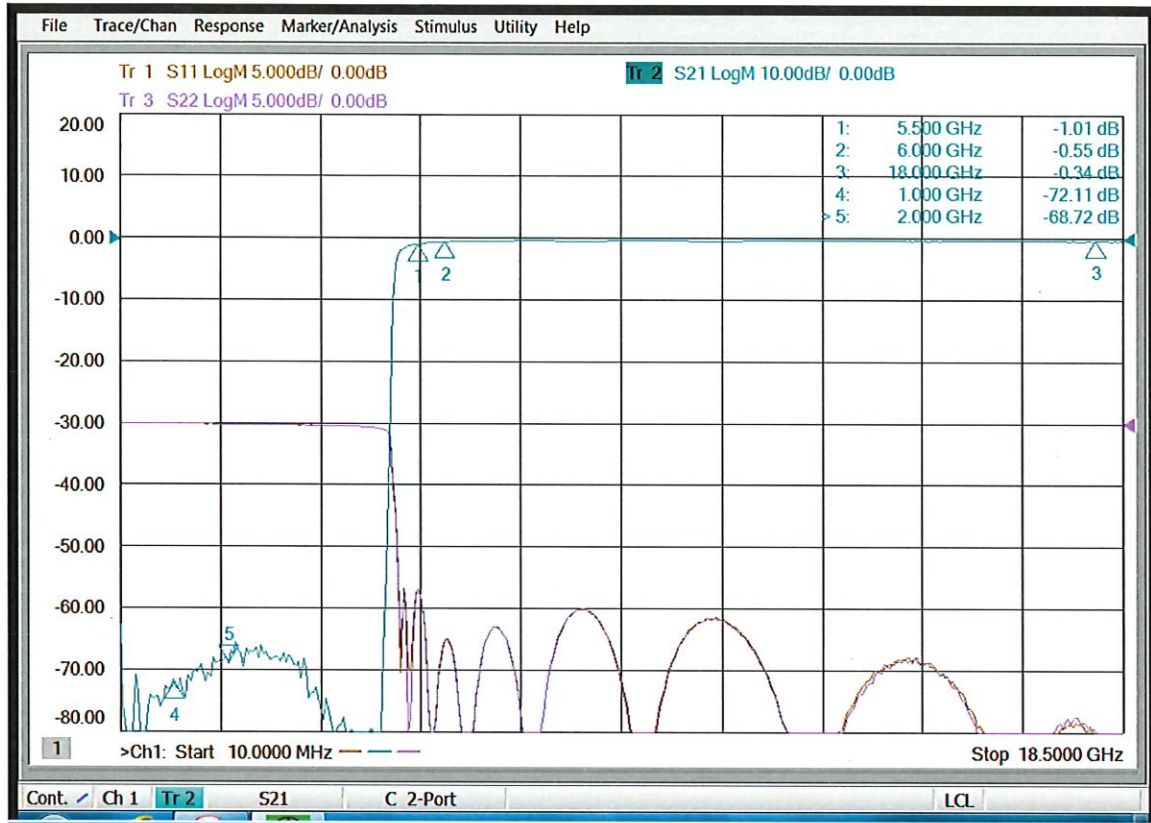 File Trace/Chan Response Marker/Analysis Stimulus Utility Help
Tr 1 S11 LogM 5.000dB/ 0.00dB
Tr 2 S21 LogM 10.00dB/ 0.00dB
Tr 3 S22 LogM 5.000dB/ 0.00dB
20.00
10.00
0.00
-10.00
-20.00
-30.00
-40.00
-50.00
-60.00
-70.00
-80.00
1: 5.500 GHz -1.01 dB
2: 6.000 GHz -0.55 dB
3: 18.000 GHz -0.34 dB
4: 1.000 GHz -72.11 dB
> 5: 2.000 GHz -68.72 dB
1
2
3
5
4
1 >Ch1: Start 10.0000 MHz Stop 18.5000 GHz
Cont. Ch 1 Tr 2 S21 C 2-Port LCL